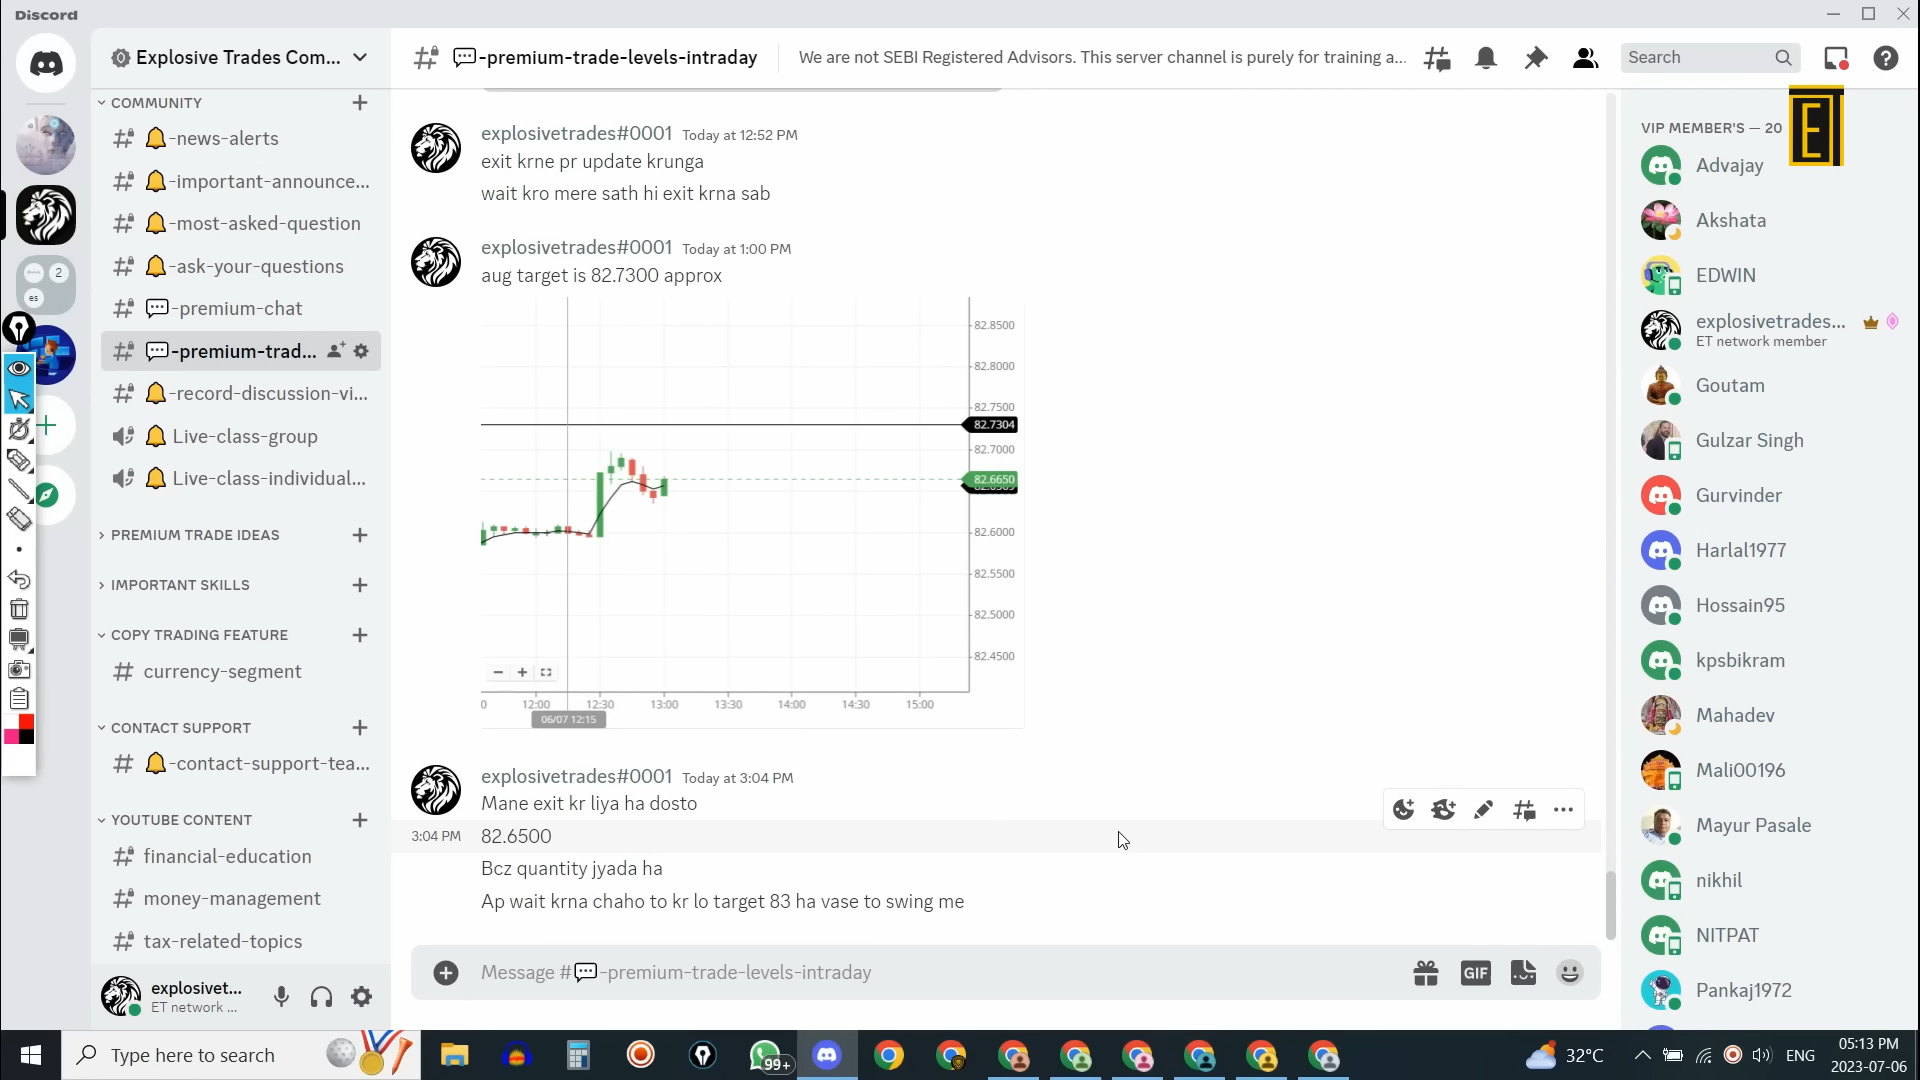 Discord
Explosive Trades Com...
-premium-trade-levels-intraday
We are not SEBI Registered Advisors. This server channel is purely for training a...
Search
COMMUNITY
-news-alerts
-important-announce...
-most-asked-question
-ask-your-questions
-premium-chat
-premium-trad...
-record-discussion-vi...
Live-class-group
Live-class-individual...
PREMIUM TRADE IDEAS
IMPORTANT SKILLS
COPY TRADING FEATURE
currency-segment
CONTACT SUPPORT
-contact-support-tea...
YOUTUBE CONTENT
financial-education
money-management
tax-related-topics
explosivet...
ET network ...
2
es
explosivetrades#0001 Today at 12:52 PM
exit krne pr update krunga
wait kro mere sath hi exit krna sab
explosivetrades#0001 Today at 1:00 PM
aug target is 82.7300 approx
82.8500
82.8000
82.7500
82.7304
82.7000
82.6650
82.6000
82.5500
82.5000
82.4500
0 12:00 12:30 13:00 13:30 14:00 14:30 15:00
06/07 12:15
explosivetrades#0001 Today at 3:04 PM
Mane exit kr liya ha dosto
3:04 PM 82.6500
Bcz quantity jyada ha
Ap wait krna chaho to kr lo target 83 ha vase to swing me
Message # -premium-trade-levels-intraday
GIF
VIP MEMBER'S — 20
E
Advajay
Akshata
EDWIN
explosivetrades...
ET network member
Goutam
Gulzar Singh
Gurvinder
Harlal1977
Hossain95
kpsbikram
Mahadev
Mali00196
Mayur Pasale
nikhil
NITPAT
Pankaj1972
Type here to search
99+
32°C
ENG
05:13 PM
2023-07-06